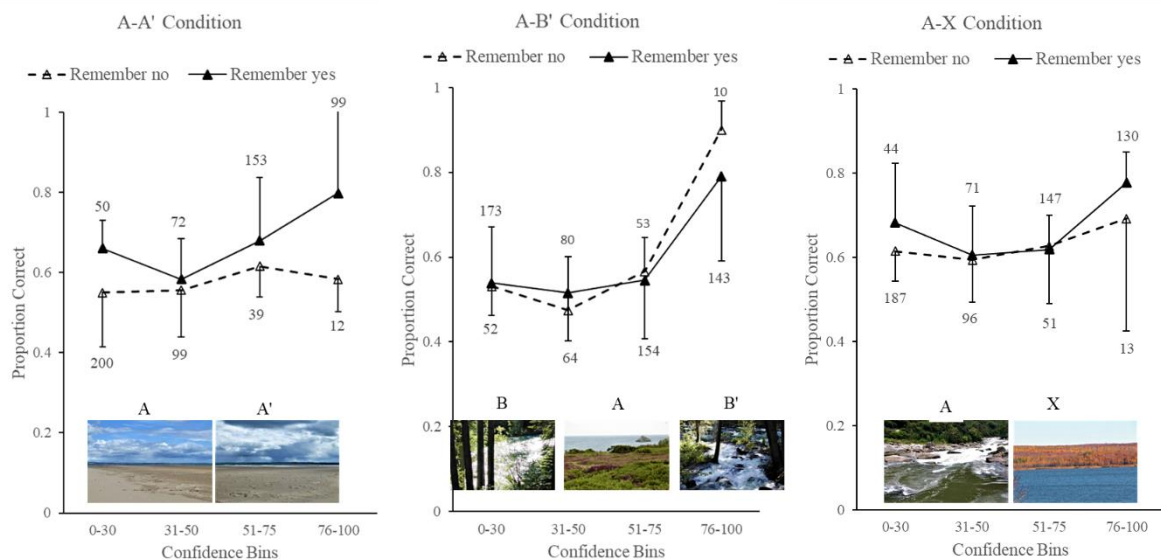 A-A' Condition
Remember no Remember yes
Proportion Correct
1
0.8
0.6
0.4
0.2
0
99
153
50
72
39
12
200
99
A
A'
0-30 31-50 51-75 76-100
Confidence Bins
A-B' Condition
Remember no Remember yes
Proportion Correct
1
0.8
0.6
0.4
0.2
0
10
173
80
53
143
52
64
154
B
A
B'
0-30 31-50 51-75 76-100
Confidence Bins
A-X Condition
Remember no Remember yes
Proportion Correct
1
0.8
0.6
0.4
0.2
0
44
71
147
130
187
96
51
13
A
X
0-30 31-50 51-75 76-100
Confidence Bins